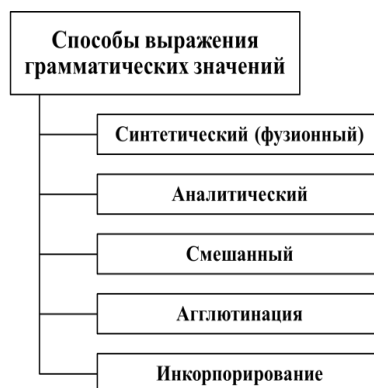 Способы выражения
грамматических значений
Синтетический (фузионный)
Аналитический
Смешанный
Агглютинация
Инкорпорирование